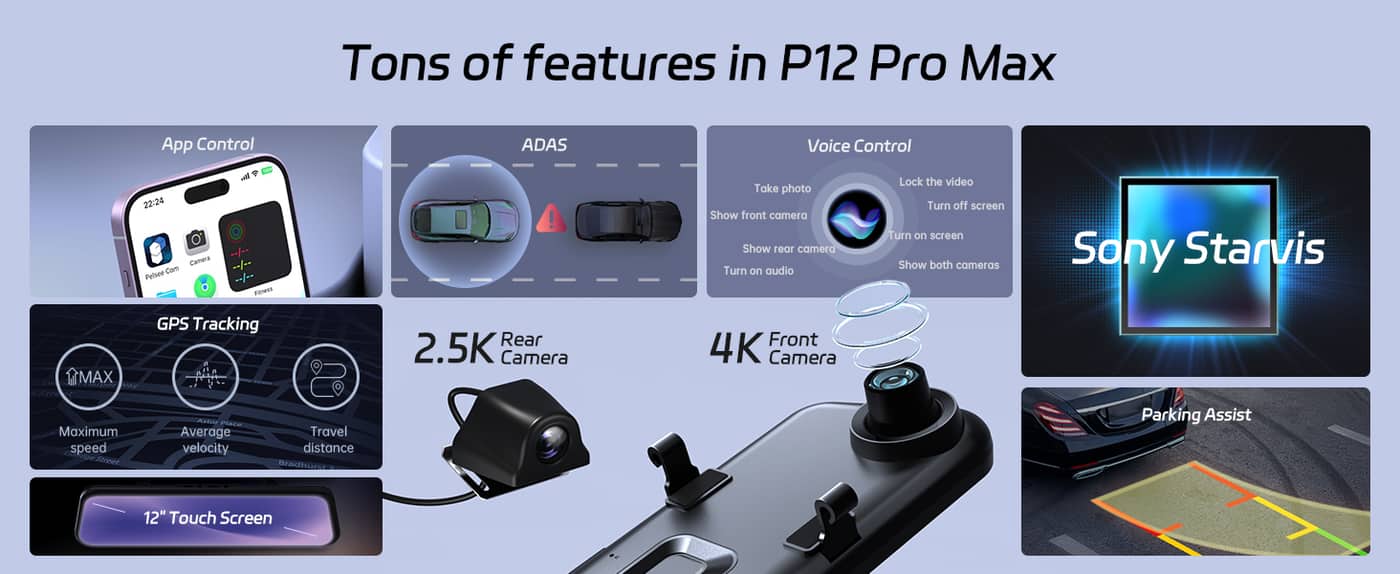 Tons of features in P12 Pro Max
App Control
22:24
Pelsee Cam
Camera
Fitness
ADAS
Voice Control
Take photo
Lock the video
Show front camera
Turn off screen
Turn on screen
Show rear camera
Turn on audio
Show both cameras
Sony Starvis
GPS Tracking
MAX
Maximum
speed
Average
velocity
Travel
distance
12" Touch Screen
2.5K Rear
Camera
4K Front
Camera
Parking Assist